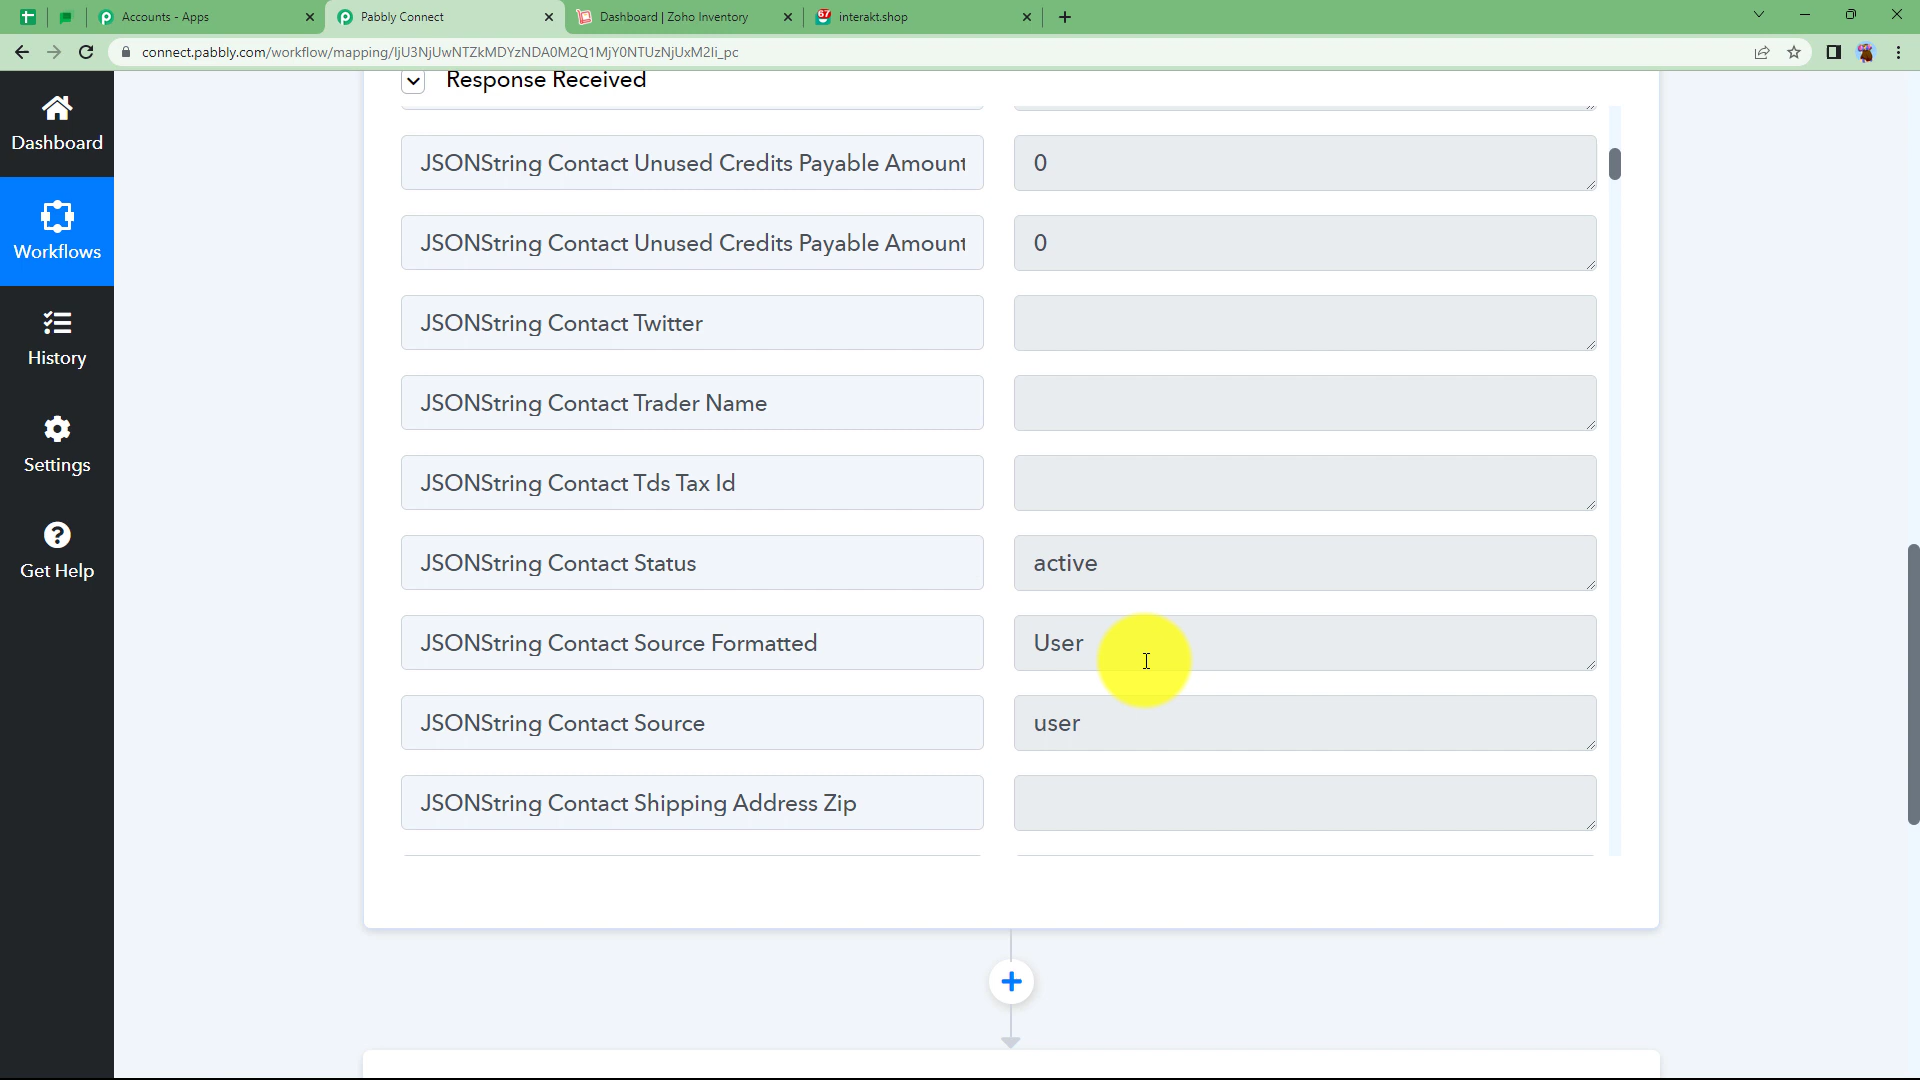 Accounts - Apps
Pabbly Connect
Dashboard | Zoho Inventory
67
interakt.shop
connect.pabbly.com/workflow/mapping/IjU3NjUwNTZkMDYzNDA0M2Q1MjY0NTUzNjUxM2Ii_pc
Response Received
Dashboard
Workflows
History
Settings
Get Help
JSONString Contact Unused Credits Payable Amount
0
JSONString Contact Unused Credits Payable Amount
0
JSONString Contact Twitter
JSONString Contact Trader Name
JSONString Contact Tds Tax Id
JSONString Contact Status
active
JSONString Contact Source Formatted
User
JSONString Contact Source
user
JSONString Contact Shipping Address Zip